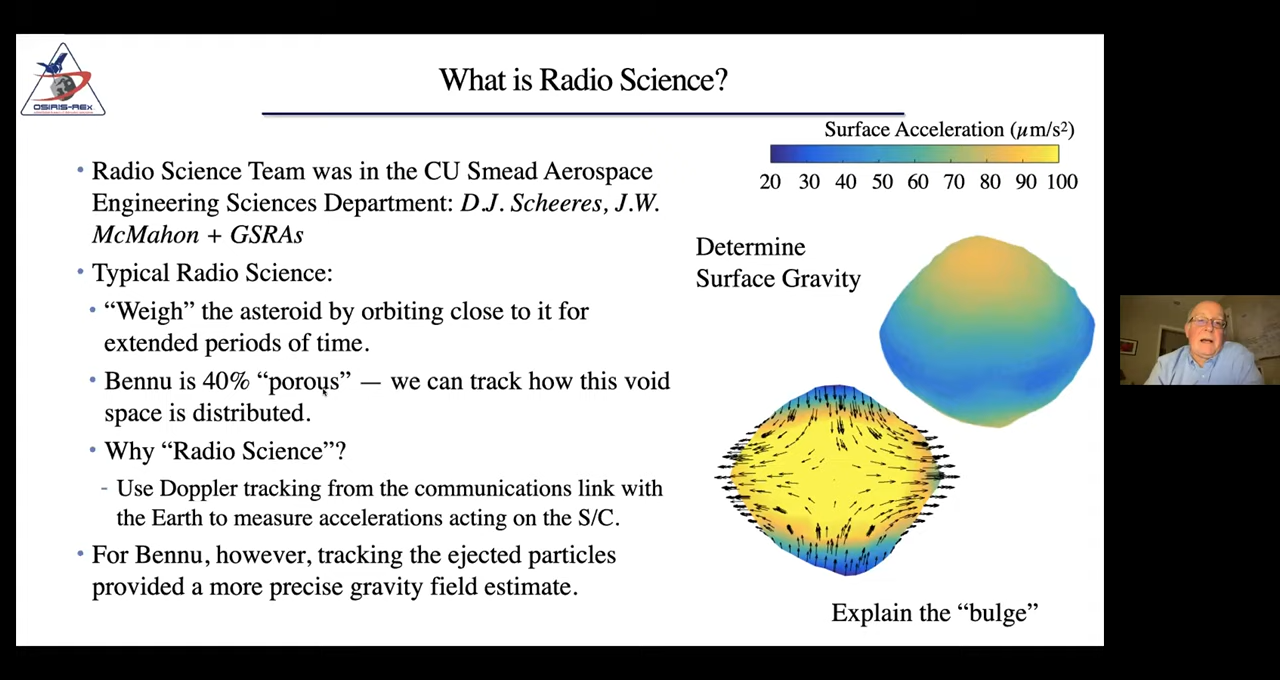 OSIRIS-REx
What is Radio Science?
• Radio Science Team was in the CU Smead Aerospace
Engineering Sciences Department: D.J. Scheeres, J.W.
McMahon + GSRAs
• Typical Radio Science:
• “Weigh” the asteroid by orbiting close to it for
extended periods of time.
• Bennu is 40% “porous” — we can track how this void
space is distributed.
• Why “Radio Science”?
- Use Doppler tracking from the communications link with
the Earth to measure accelerations acting on the S/C.
• For Bennu, however, tracking the ejected particles
provided a more precise gravity field estimate.
Surface Acceleration (μm/s²)
20 30 40 50 60 70 80 90 100
Determine
Surface Gravity
Explain the “bulge”